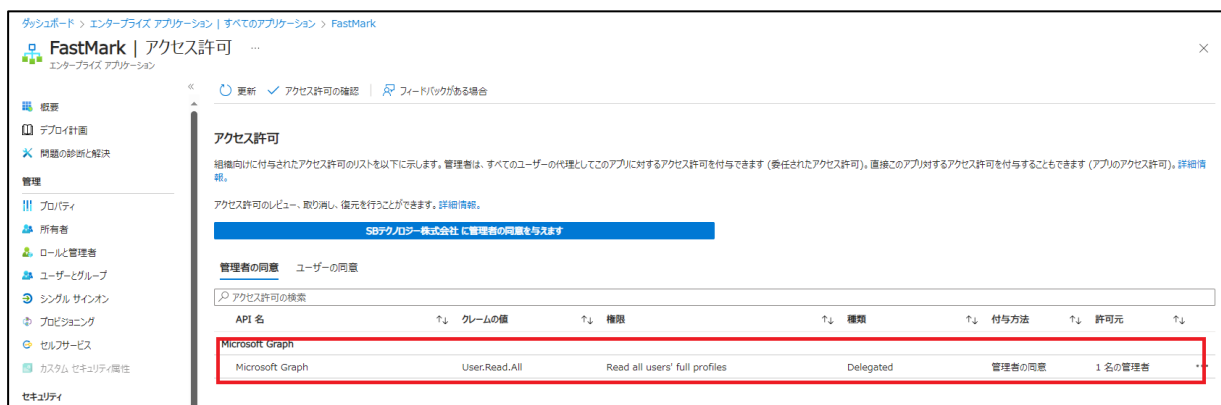 ダッシュボード > エンタープライズ アプリケーション | すべてのアプリケーション > FastMark
FastMark | アクセス許可 …
エンタープライズ アプリケーション
«
更新 アクセス許可の確認 フィードバックがある場合
概要
デプロイ計画
問題の診断と解決
管理
プロパティ
所有者
ロールと管理者
ユーザーとグループ
シングル サインオン
プロビジョニング
セルフサービス
カスタム セキュリティ属性
セキュリティ
アクセス許可
組織向けに付与されたアクセス許可のリストを以下に示します。管理者は、すべてのユーザーの代理としてこのアプリに対するアクセス許可を付与できます (委任されたアクセス許可)。直接このアプリ対するアクセス許可を付与することもできます (アプリのアクセス許可)。詳細情
報。
アクセス許可のレビュー、取り消し、復元を行うことができます。詳細情報。
SBテクノロジー株式会社 に管理者の同意を与えます
管理者の同意 ユーザーの同意
アクセス許可の検索
API 名 ↑↓ クレームの値 ↑↓ 権限 ↑↓ 種類 ↑↓ 付与方法 ↑↓ 許可元 ↑↓
Microsoft Graph
Microsoft Graph User.Read.All Read all users' full profiles Delegated 管理者の同意 1 名の管理者 …